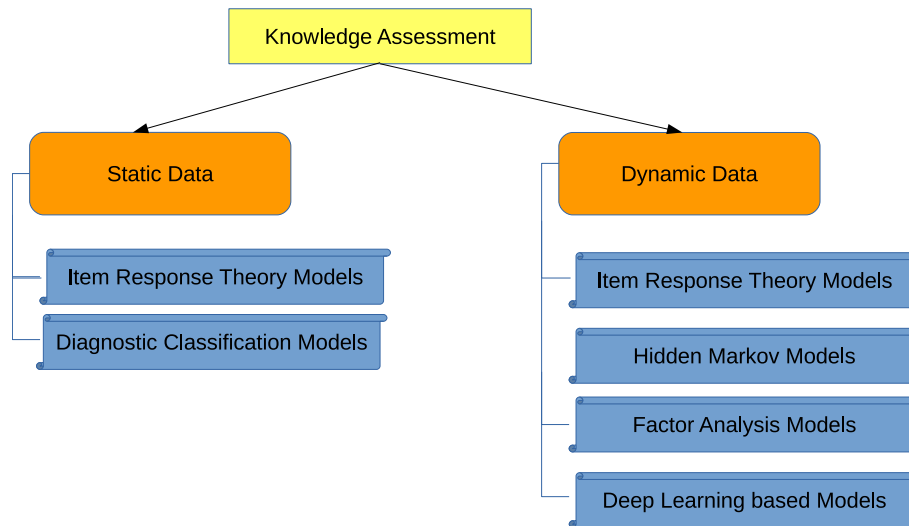 Knowledge Assessment
Static Data
Item Response Theory Models
Diagnostic Classification Models
Dynamic Data
Item Response Theory Models
Hidden Markov Models
Factor Analysis Models
Deep Learning based Models